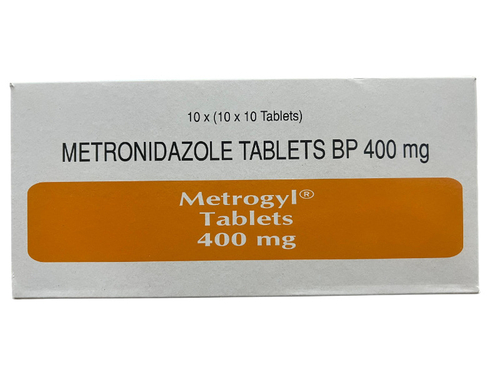 10 x (10 x 10 Tablets)
METRONIDAZOLE TABLETS BP 400 mg
Metrogyl®
Tablets
400 mg